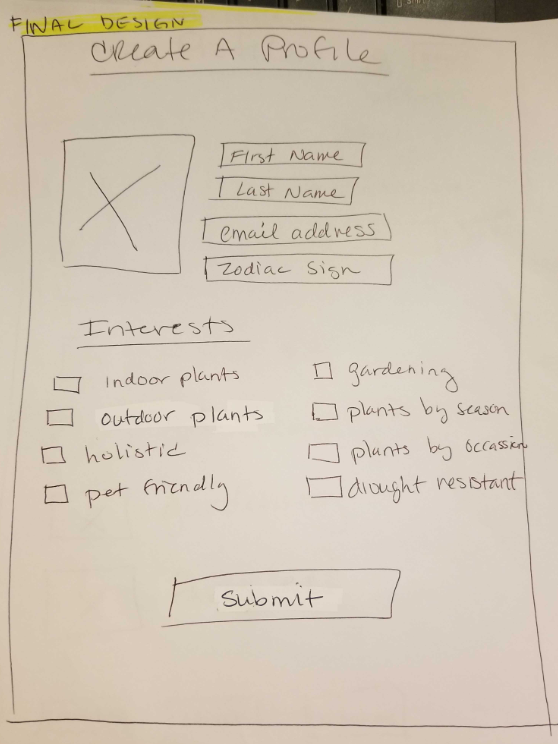 FINAL DESIGN
Create A Profile
First Name
Last Name
email address
Zodiac Sign
Interests
indoor plants
gardening
outdoor plants
plants by season
holistic
plants by occassion
pet friendly
drought resistant
Submit